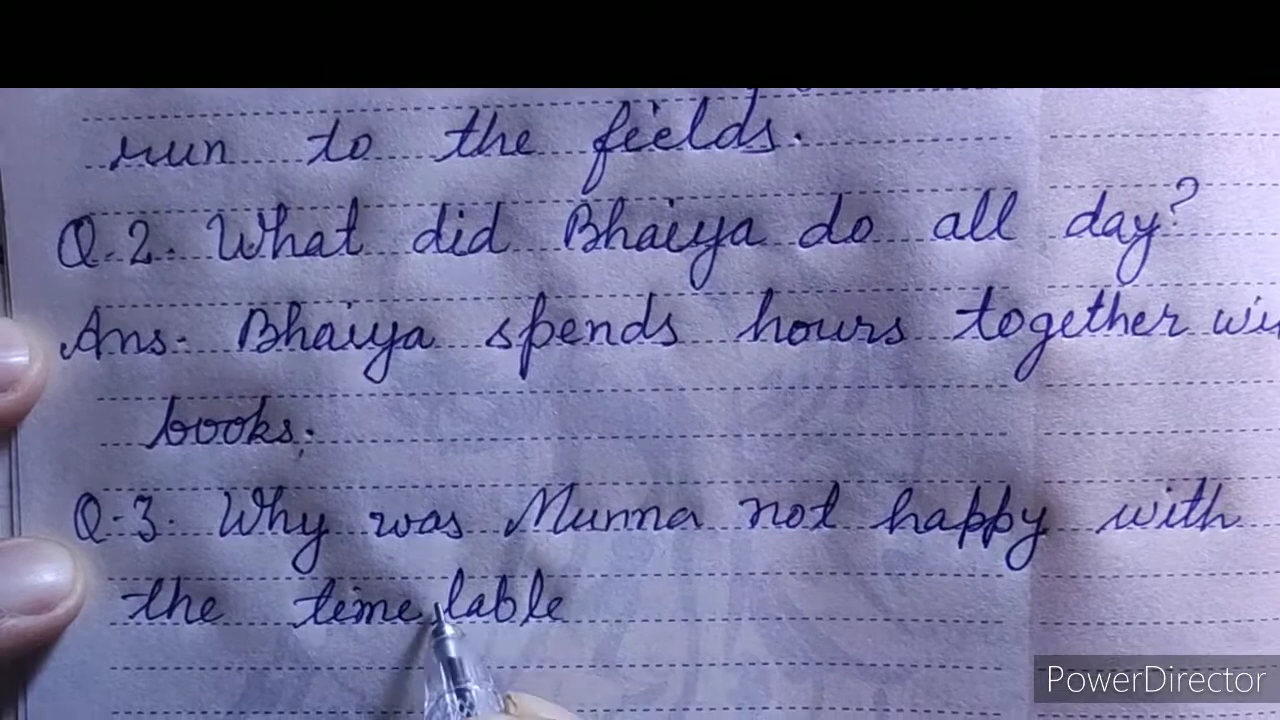 run to the fields.
Q.2. What did Bhaiya do all day?
Ans. Bhaiya spends hours together wi
books.
Q.3. Why was Munna not happy with
the time lable
PowerDirector